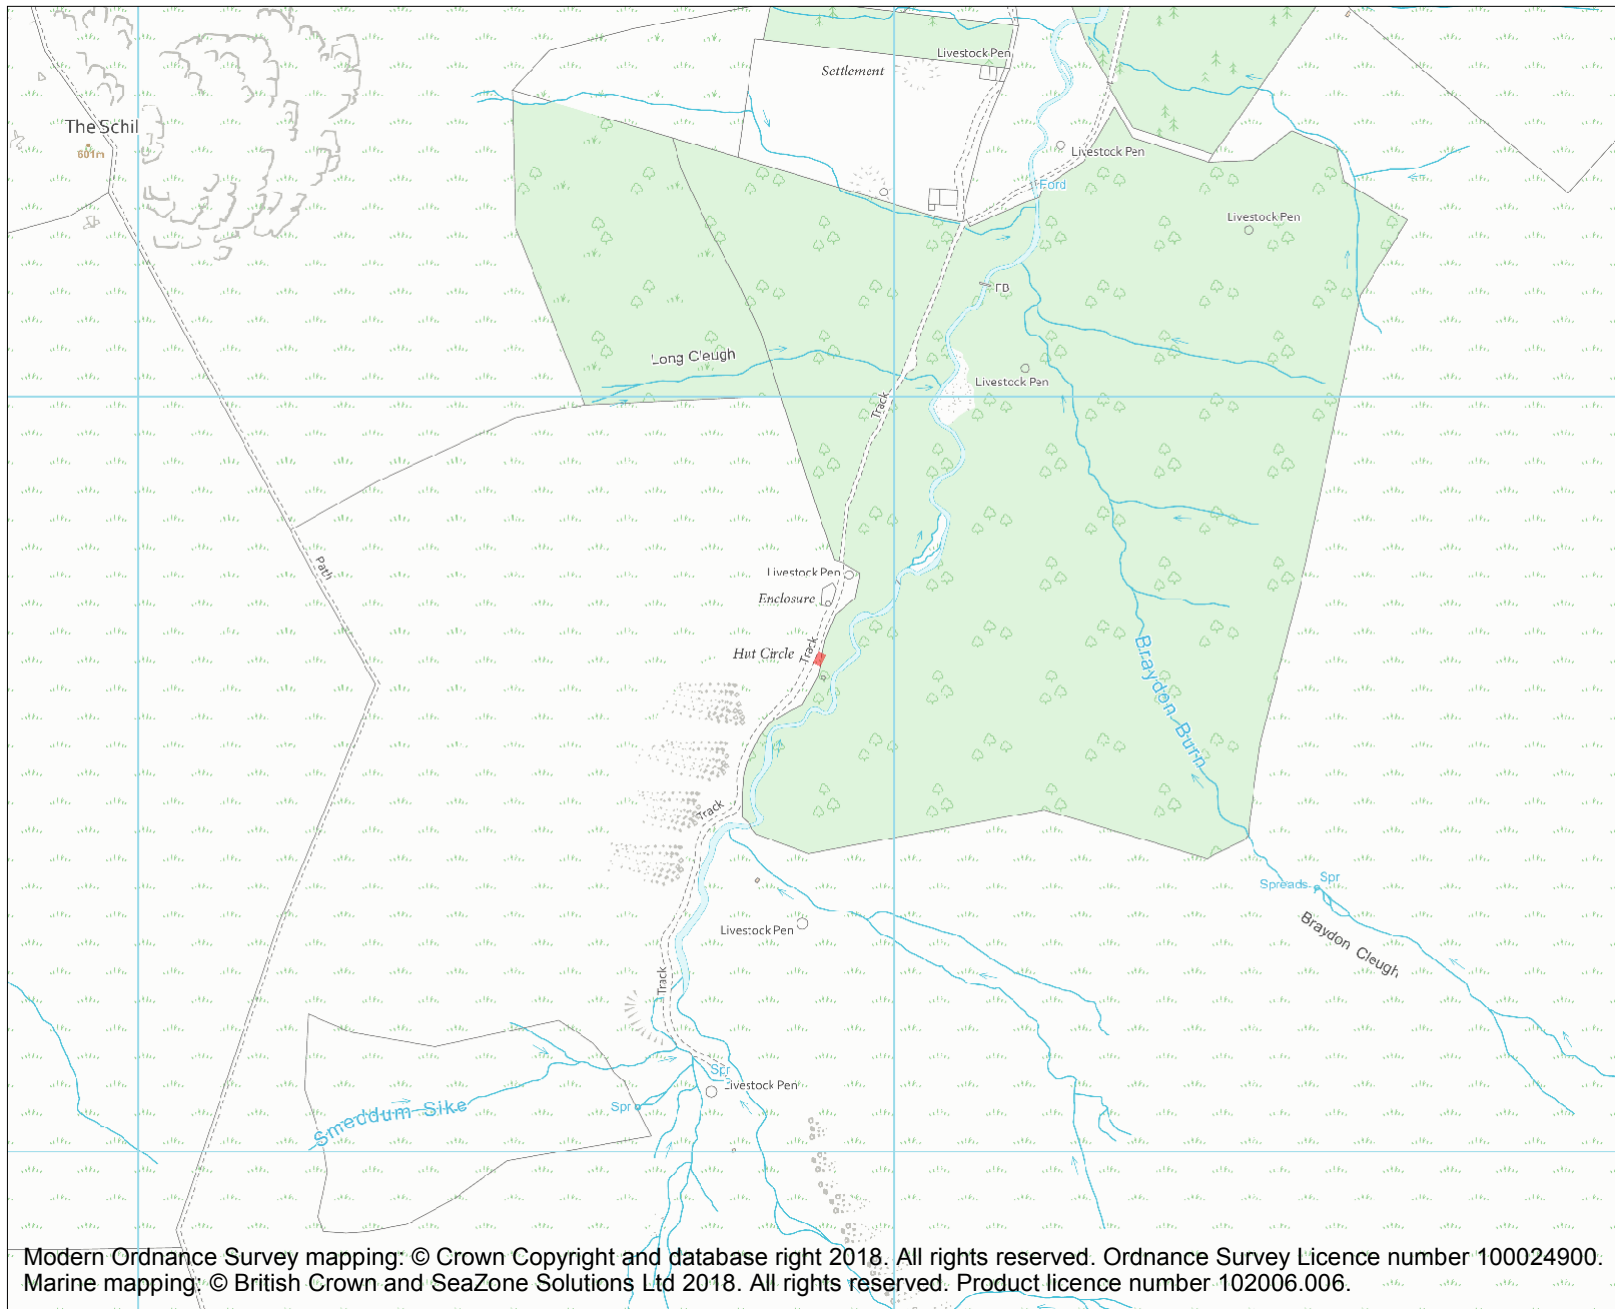 Livestock Pen
Settlement
The Schil
601m
Livestock Pen
Ford
Livestock Pen
FB
Long Cleugh
Livestock Pen
Track
Path
Livestock Pen
Enclosure
Track
Hut Circle
Braydon Burn
Track
Spreads
Spr
Livestock Pen
Braydon Cleugh
Track
Spr
Livestock Pen
Spr
Smeddum Sike
Modern Ordnance Survey mapping: © Crown Copyright and database right 2018. All rights reserved. Ordnance Survey Licence number 100024900.
Marine mapping: © British Crown and SeaZone Solutions Ltd 2018. All rights reserved. Product licence number 102006.006.